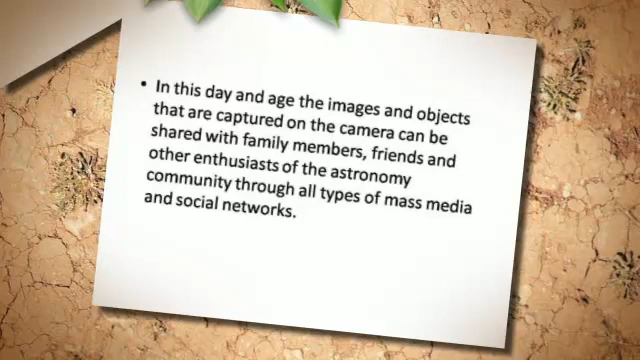 • In this day and age the images and objects
that are captured on the camera can be
shared with family members, friends and
other enthusiasts of the astronomy
community through all types of mass media
and social networks.